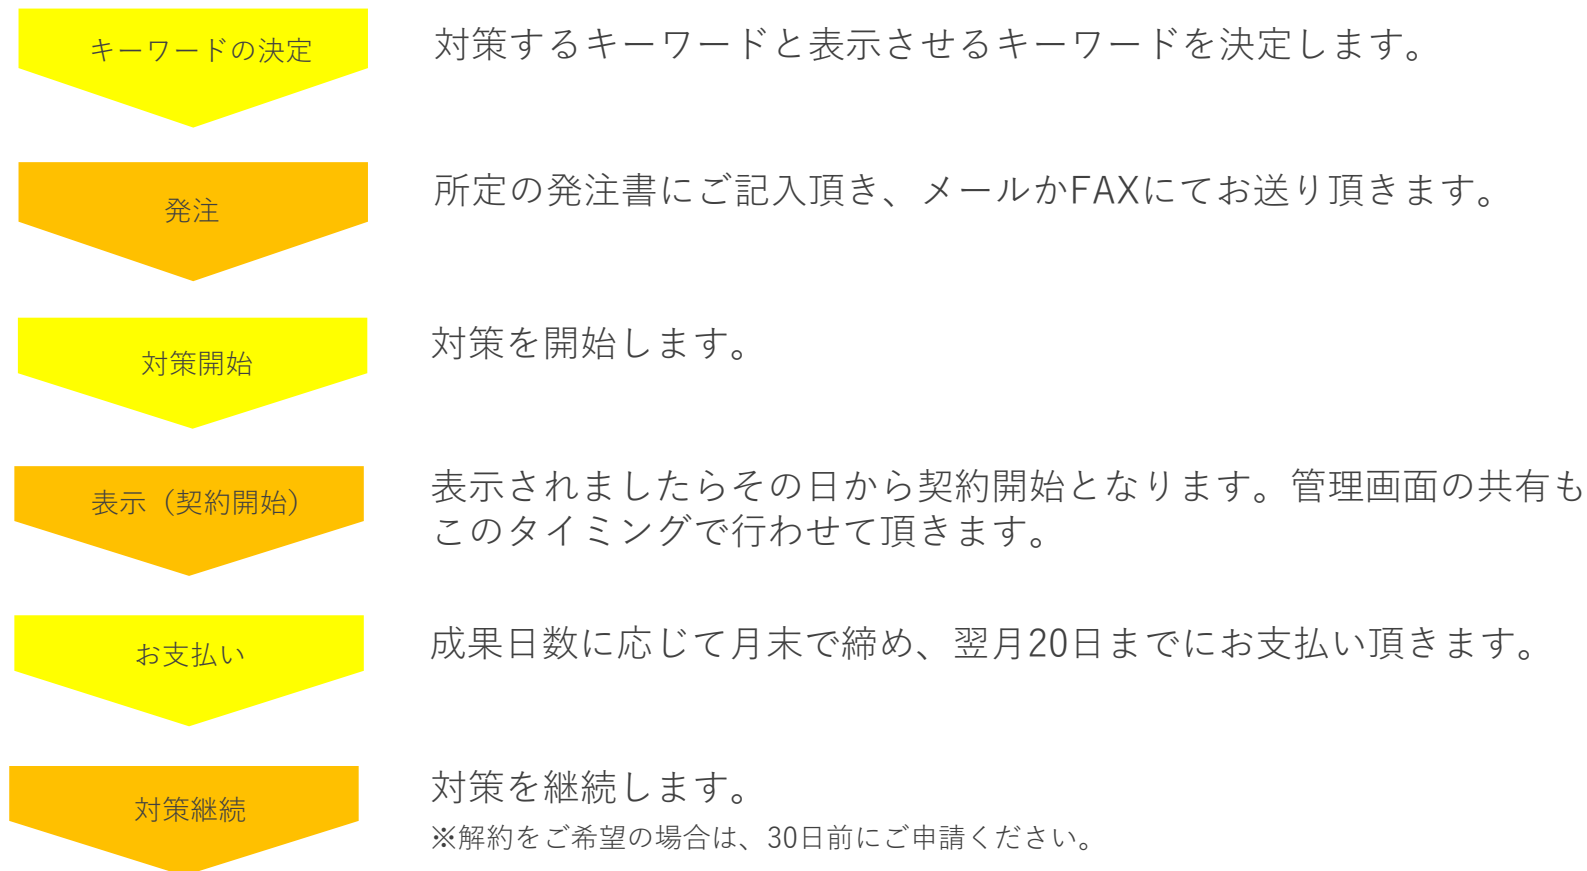 キーワードの決定
対策するキーワードと表示させるキーワードを決定します。
発注
所定の発注書にご記入頂き、メールかFAXにてお送り頂きます。
対策開始
対策を開始します。
表示（契約開始）
表示されましたらその日から契約開始となります。管理画面の共有も
このタイミングで行わせて頂きます。
お支払い
成果日数に応じて月末で締め、翌月20日までにお支払い頂きます。
対策継続
対策を継続します。
※解約をご希望の場合は、30日前にご申請ください。